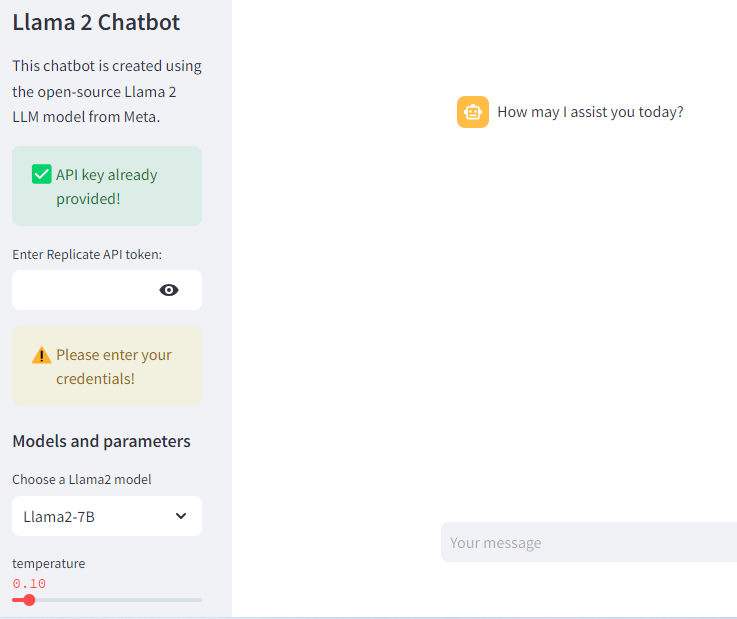 Llama 2 Chatbot
This chatbot is created using
the open-source Llama 2
LLM model from Meta.
API key already
provided!
Enter Replicate API token:
Please enter your
credentials!
Models and parameters
Choose a Llama2 model
Llama2-7B
temperature
0.10
How may I assist you today?
Your message